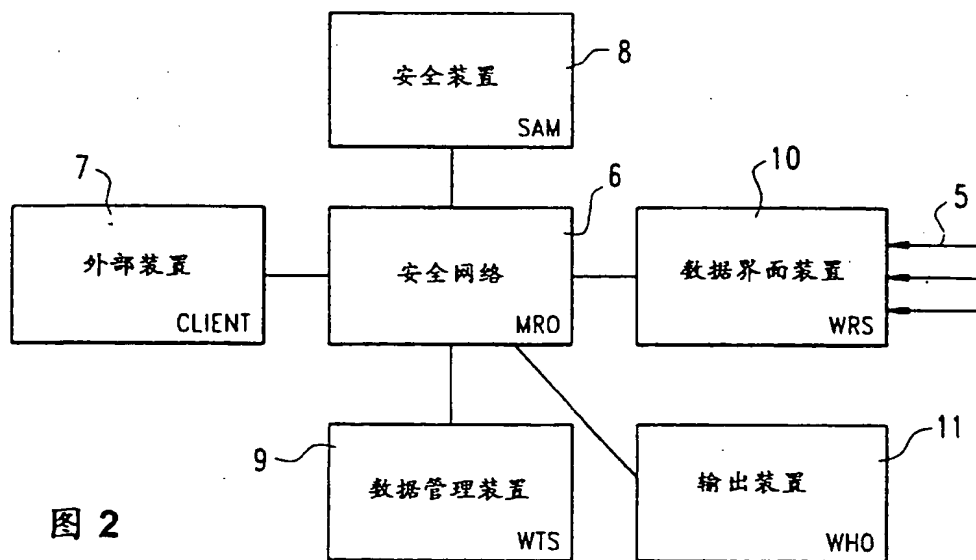 8
安全装置
SAM
7
外部装置
CLIENT
6
安全网络
MRO
10
数据界面装置
WRS
5
9
数据管理装置
WTS
11
输出装置
WHO
图 2